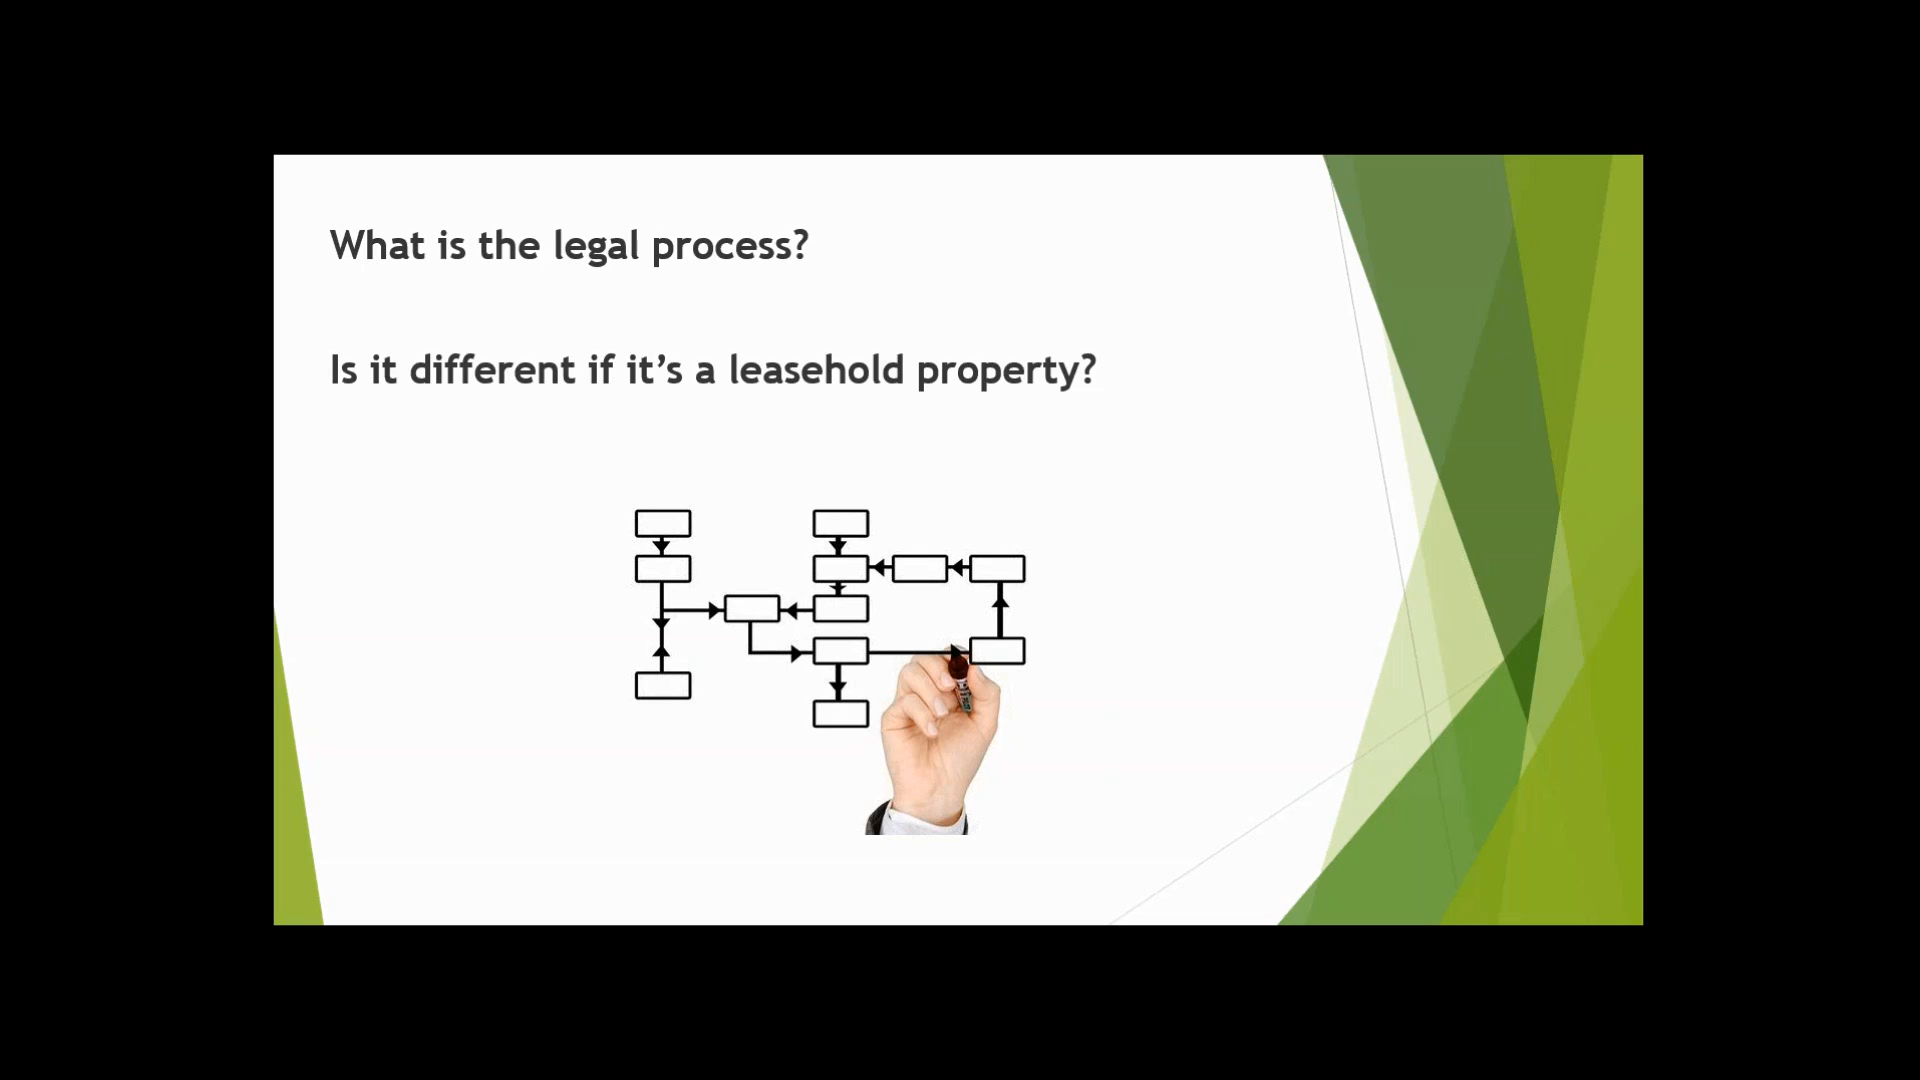 What is the legal process?
Is it different if it’s a leasehold property?